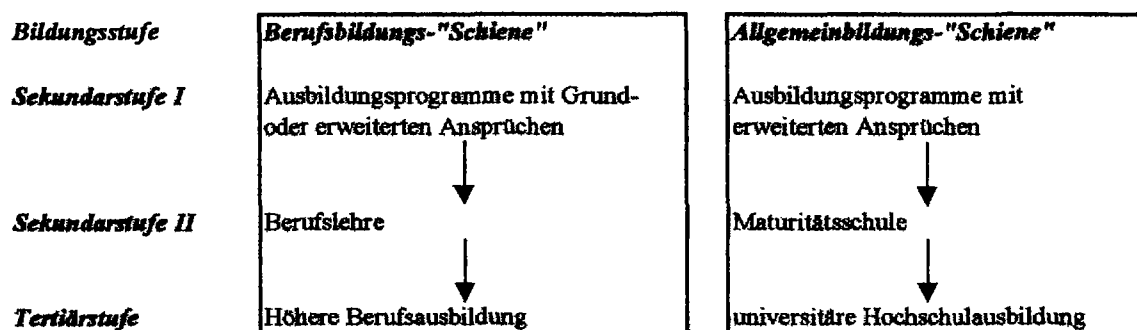 Bildungsstufe Berufsbildungs-"Schiene" Allgemeinbildungs-"Schiene"
Sekundarstufe I Ausbildungsprogramme mit Grund- Ausbildungsprogramme mit
oder erweiterten Ansprüchen erweiterten Ansprüchen
Sekundarstufe II Berufslehre Maturitätsschule
Tertiärstufe Höhere Berufsausbildung universitäre Hochschulausbildung